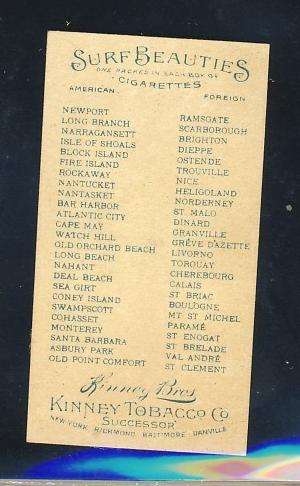 SURF BEAUTIES
ONE PACKED IN EACH BOX OF
CIGARETTES
AMERICAN. FOREIGN
NEWPORT
LONG BRANCH
NARRAGANSETT
ISLE OF SHOALS
BLOCK ISLAND
FIRE ISLAND
ROCKAWAY
NANTUCKET
NANTASKET
BAR HARBOR
ATLANTIC CITY
CAPE MAY
WATCH HILL
OLD ORCHARD BEACH
LONG BEACH
NAHANT
DEAL BEACH
SEA GIRT
CONEY ISLAND
SWAMPSCOTT
COHASSET
MONTEREY
SANTA BARBARA
ASBURY PARK
OLD POINT COMFORT
RAMSGATE
SCARBOROUGH
BRIGHTON
DIEPPE
OSTENDE
TROUVILLE
NICE
HELIGOLAND
NORDERNEY
ST. MALO
DINARD
GRANVILLE
GRÊVE D'AZETTE
LIVORNO
TORQUAY
CHEREBOURG
CALAIS
ST BRIAC
BOULOGNE
MT ST MICHEL
PARAMÉ
ST ENOGAT
ST BRELADE
VAL ANDRÉ
ST CLEMENT
Kinney Bros
KINNEY TOBACCO CO
SUCCESSOR
NEW-YORK. RICHMOND. BALTIMORE. DANVILLE.